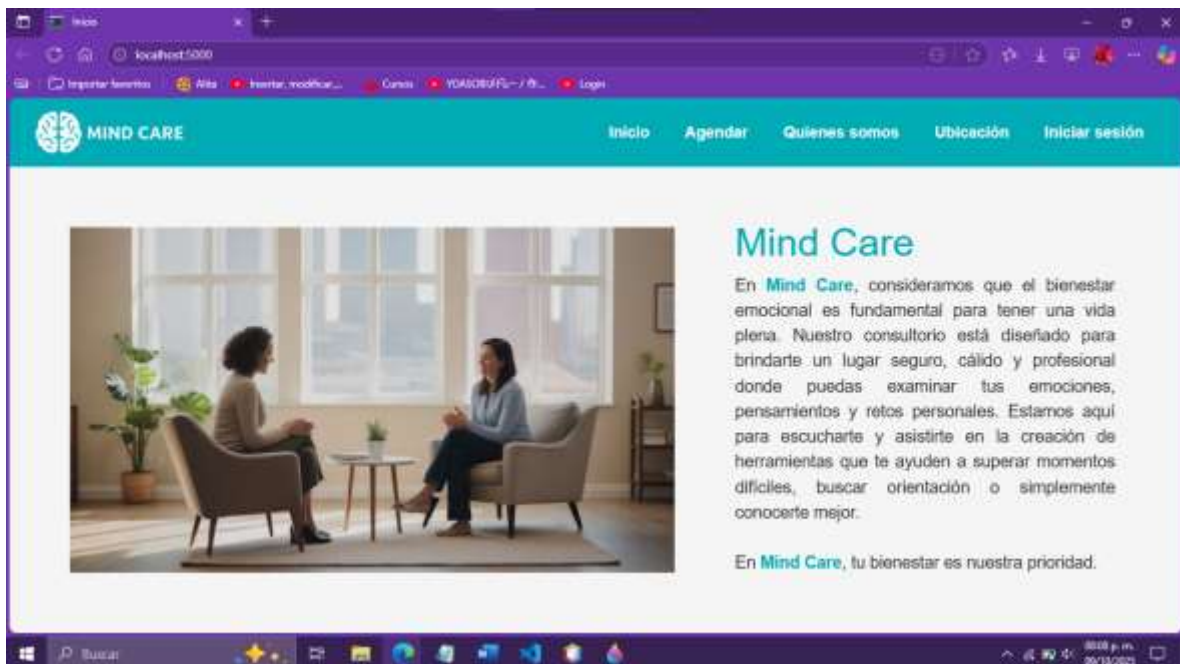 Inicio
localhost:5000
Importar favoritos
Alita
Insertar, modificar,...
Cursos
Login
MIND CARE
Inicio Agendar Quienes somos Ubicación Iniciar sesión
Mind Care
En Mind Care, consideramos que el bienestar
emocional es fundamental para tener una vida
plena. Nuestro consultorio está diseñado para
brindarte un lugar seguro, cálido y profesional
donde puedas examinar tus emociones,
pensamientos y retos personales. Estamos aquí
para escucharte y asistirte en la creación de
herramientas que te ayuden a superar momentos
difíciles, buscar orientación o simplemente
conocerte mejor.
En Mind Care, tu bienestar es nuestra prioridad.
Buscar
p. m.